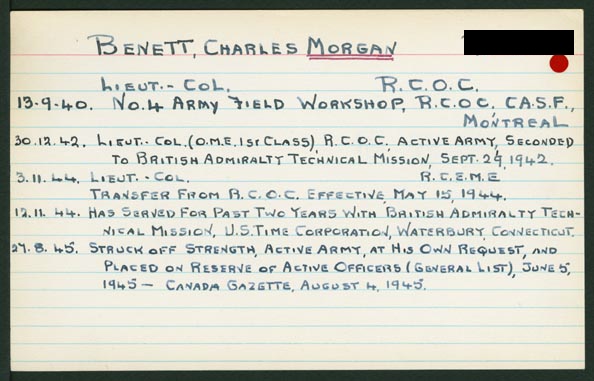 BENETT, CHARLES MORGAN
LIEUT.- COL. R.C.O.C.
13.9.40. NO.4 ARMY FIELD WORKSHOP, R.C.O.C. C.A.S.F., MONTREAL
30.12.42. LIEUT.- COL. (O.M.E. 1ST CLASS), R.C.O.C., ACTIVE ARMY, SECONDED
TO BRITISH ADMIRALTY TECHNICAL MISSION, SEPT. 29, 1942.
3.11.44. LIEUT. - COL. R.C.E.M.E.
TRANSFER FROM R.C.O.C. EFFECTIVE MAY 15, 1944.
12.11.44. HAS SERVED FOR PAST TWO YEARS WITH BRITISH ADMIRALTY TECH-
NICAL MISSION, U.S. TIME CORPORATION, WATERBURY, CONNECTICUT.
27.8.45. STRUCK OFF STRENGTH, ACTIVE ARMY, AT HIS OWN REQUEST, AND
PLACED ON RESERVE OF ACTIVE OFFICERS (GENERAL LIST), JUNE 5,
1945 — CANADA GAZETTE, AUGUST 4, 1945.